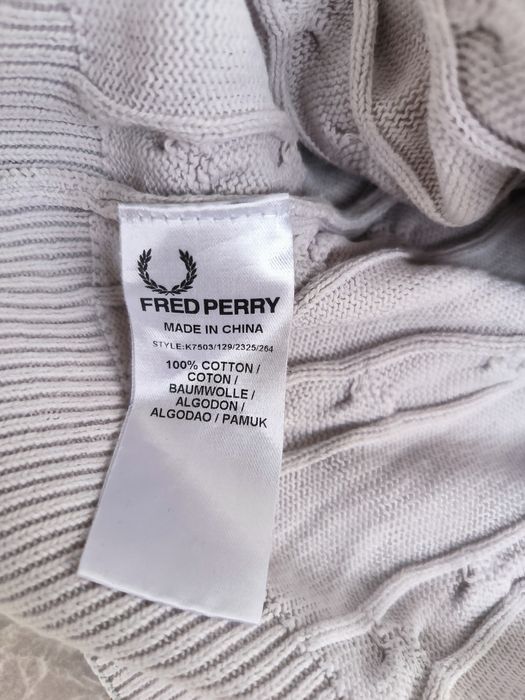 FRED PERRY
MADE IN CHINA
STYLE:K7503/129/2325/264
100% COTTON /
COTON /
BAUMWOLLE /
ALGODON /
ALGODAO / PAMUK